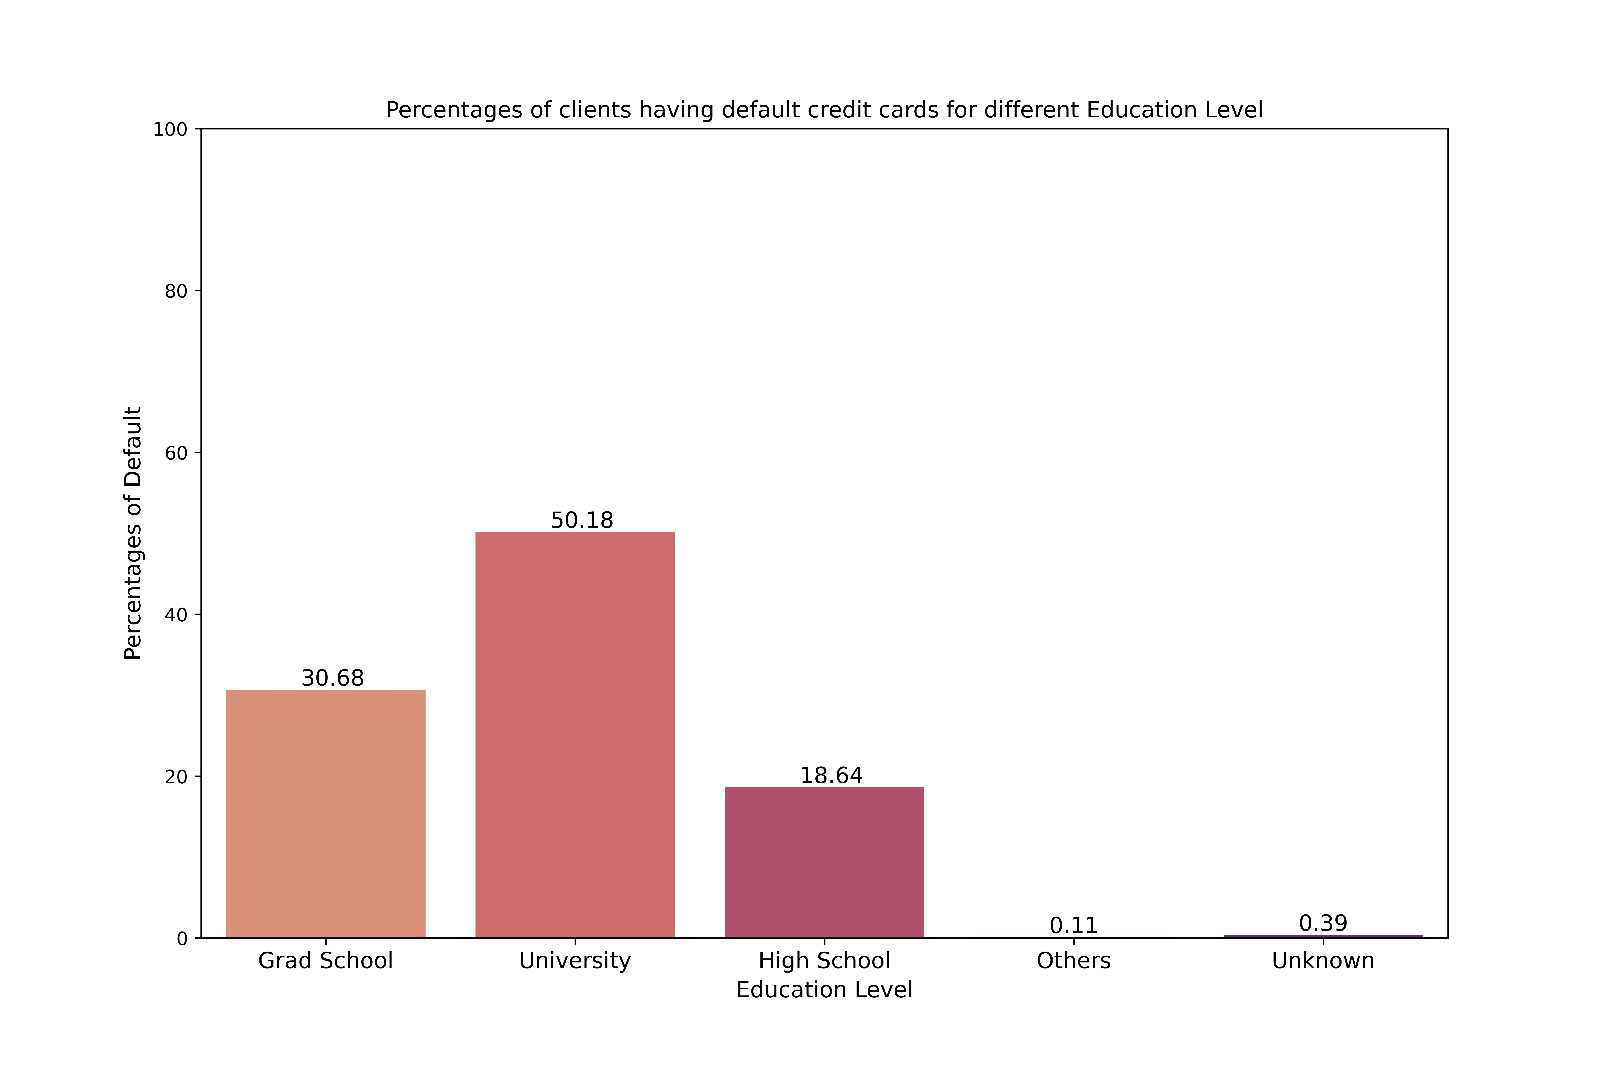 Percentages of clients having default credit cards for different Education Level
100
80
60
40
20
0
Percentages of Default
30.68
50.18
18.64
0.11
0.39
Grad School
University
High School
Others
Unknown
Education Level